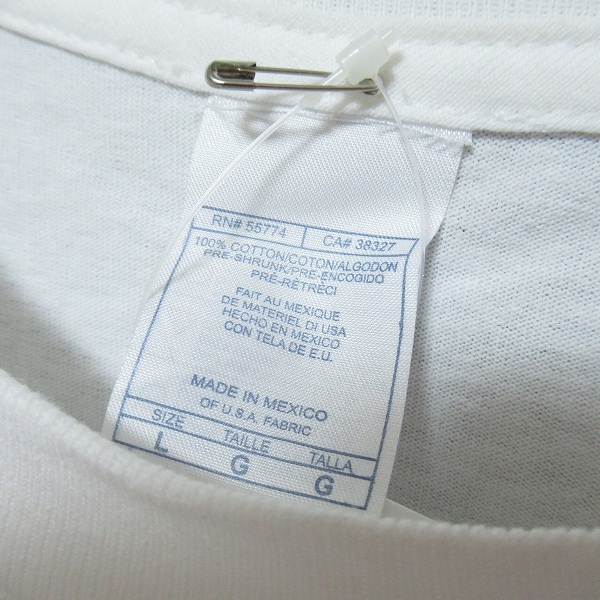 RN# 55774 CA# 38327
100% COTTON/COTON/ALGODON
PRE-SHRUNK/PRE-ENCOGIDO
PRÉ-RÉTRÉCI
FAIT AU MEXIQUE
DE MATERIEL DI USA
HECHO EN MEXICO
CON TELA DE E.U.
MADE IN MEXICO
OF U.S.A. FABRIC
SIZE TAILLE TALLA
L G G